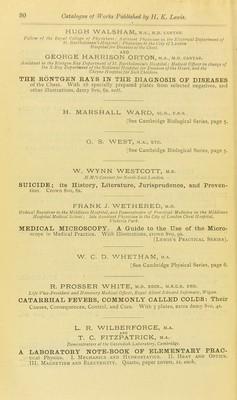 80 Catalogue of Works Published by H. K. Lewis.
HUGH WALSHAM, M.A., M.D. CANTAB.
Fellow of the Royal College of Physicians; Assistant Physician in the Electrical Department of
St. Bartholomew's Hospital; Physician to the City of London
Hospital for Diseases of the Chest.
AND
GEORGE HARRISON ORTON, M.A., M.D. CANTAB.
Assistant in the Röntgen Ray Department of St. Bartholomew's Hospital; Medical Officer in charge of
the X-Ray Department of the National Hospital for Diseases of the Heart, and the
Cheyne Hospital for Sick Children.
THE RÖNTGEN RAYS IN THE DIAGNOSIS OF DISEASES
of the Chest. With 18 specially prepared plates from selected negatives, and
other illustrations, demy 8vo, 6s. nett.
H. MARSHALL WARD, SC.D., F.R.S.
[See Cambridge Biological Series, page 5.
G. S. WEST, M.A., ETC.
[See Cambridge Biological Series, page 5.
W. WYNN WESTCOTT, M.B.
H.M.'s Coroner for North-East London.
SUICIDE; its History, Literature, Jurisprudence, and Preven-
tion. Crown 8vo, 6s.
FRANK J. WETHERED, M.D.
Medical Registrar to the Middlesex Hospital, and Demonstrator of Practical Medicine in the Middlesex
Hospital Medical School; late Assistant Physician to the City of London Chest Hospital,
Victoria Park.
MEDICAL MICROSCOPY. A Guide to the Use of the Micro-
scope in Medical Practice. With Illustrations, crown 8vo, 9s.
[LEWIS'S PRACTICAL SERIES].
W. C. D. WHETHAM, M.A.
[See Cambridge Physical Series, page 6.
R. PROSSER WHITE, M.D. EDIN., M.R.C.S. ENG.
Life Vice-President and Honorary Medical Officer, Royal Albert Edward Infirmary, Wigan.
CATARRHAL FEVERS, COMMONLY CALLED COLDS: Their
Causes, Consequences, Control, and Cure. With 3 plates, extra demy 8vo, 4s.
L. R. WILBERFORCE, M.A.
AND
T. C. FITZPATRICK, M.A.
Demonstrators at the Cavendish Laboratory, Cambridge.
A LABORATORY NOTE-BOOK OF ELEMENTARY PRAC-
tical Physics. I. MECHANICS AND HYDROSTATICS. II. HEAT AND OPTICS.
III. MAGNETISM AND ELECTRICITY. Quarto, paper covers, 1s. each.